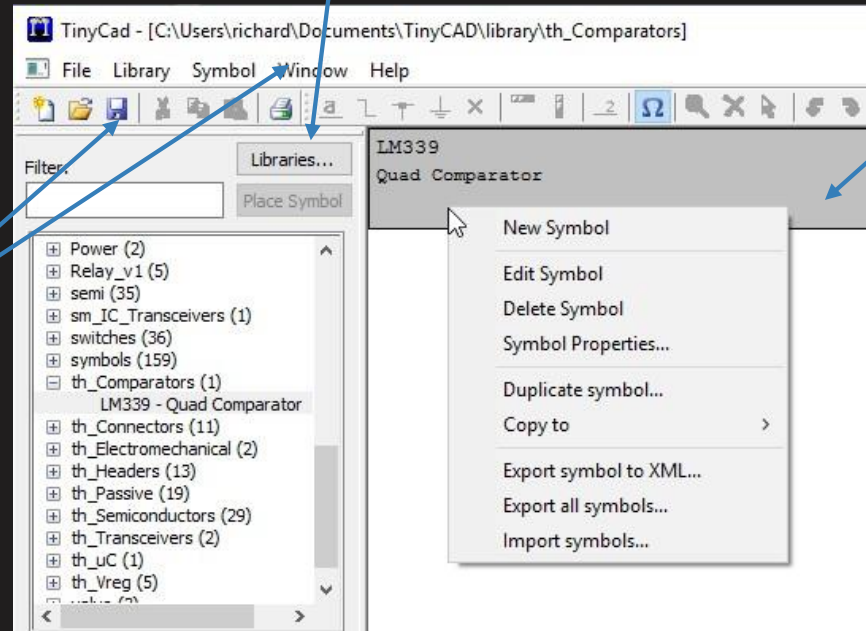 TinyCad - [C:\Users\richard\Documents\TinyCAD\library\th_Comparators]
File Library Symbol Window Help
Filter:
Libraries...
Place Symbol
Power (2)
Relay_v1 (5)
semi (35)
sm_IC_Transceivers (1)
switches (36)
symbols (159)
th_Comparators (1)
LM339 - Quad Comparator
th_Connectors (11)
th_Electromechanical (2)
th_Headers (13)
th_Passive (19)
th_Semiconductors (29)
th_Transceivers (2)
th_uC (1)
th_Vreg (5)
LM339
Quad Comparator
New Symbol
Edit Symbol
Delete Symbol
Symbol Properties...
Duplicate symbol...
Copy to
Export symbol to XML...
Export all symbols...
Import symbols...